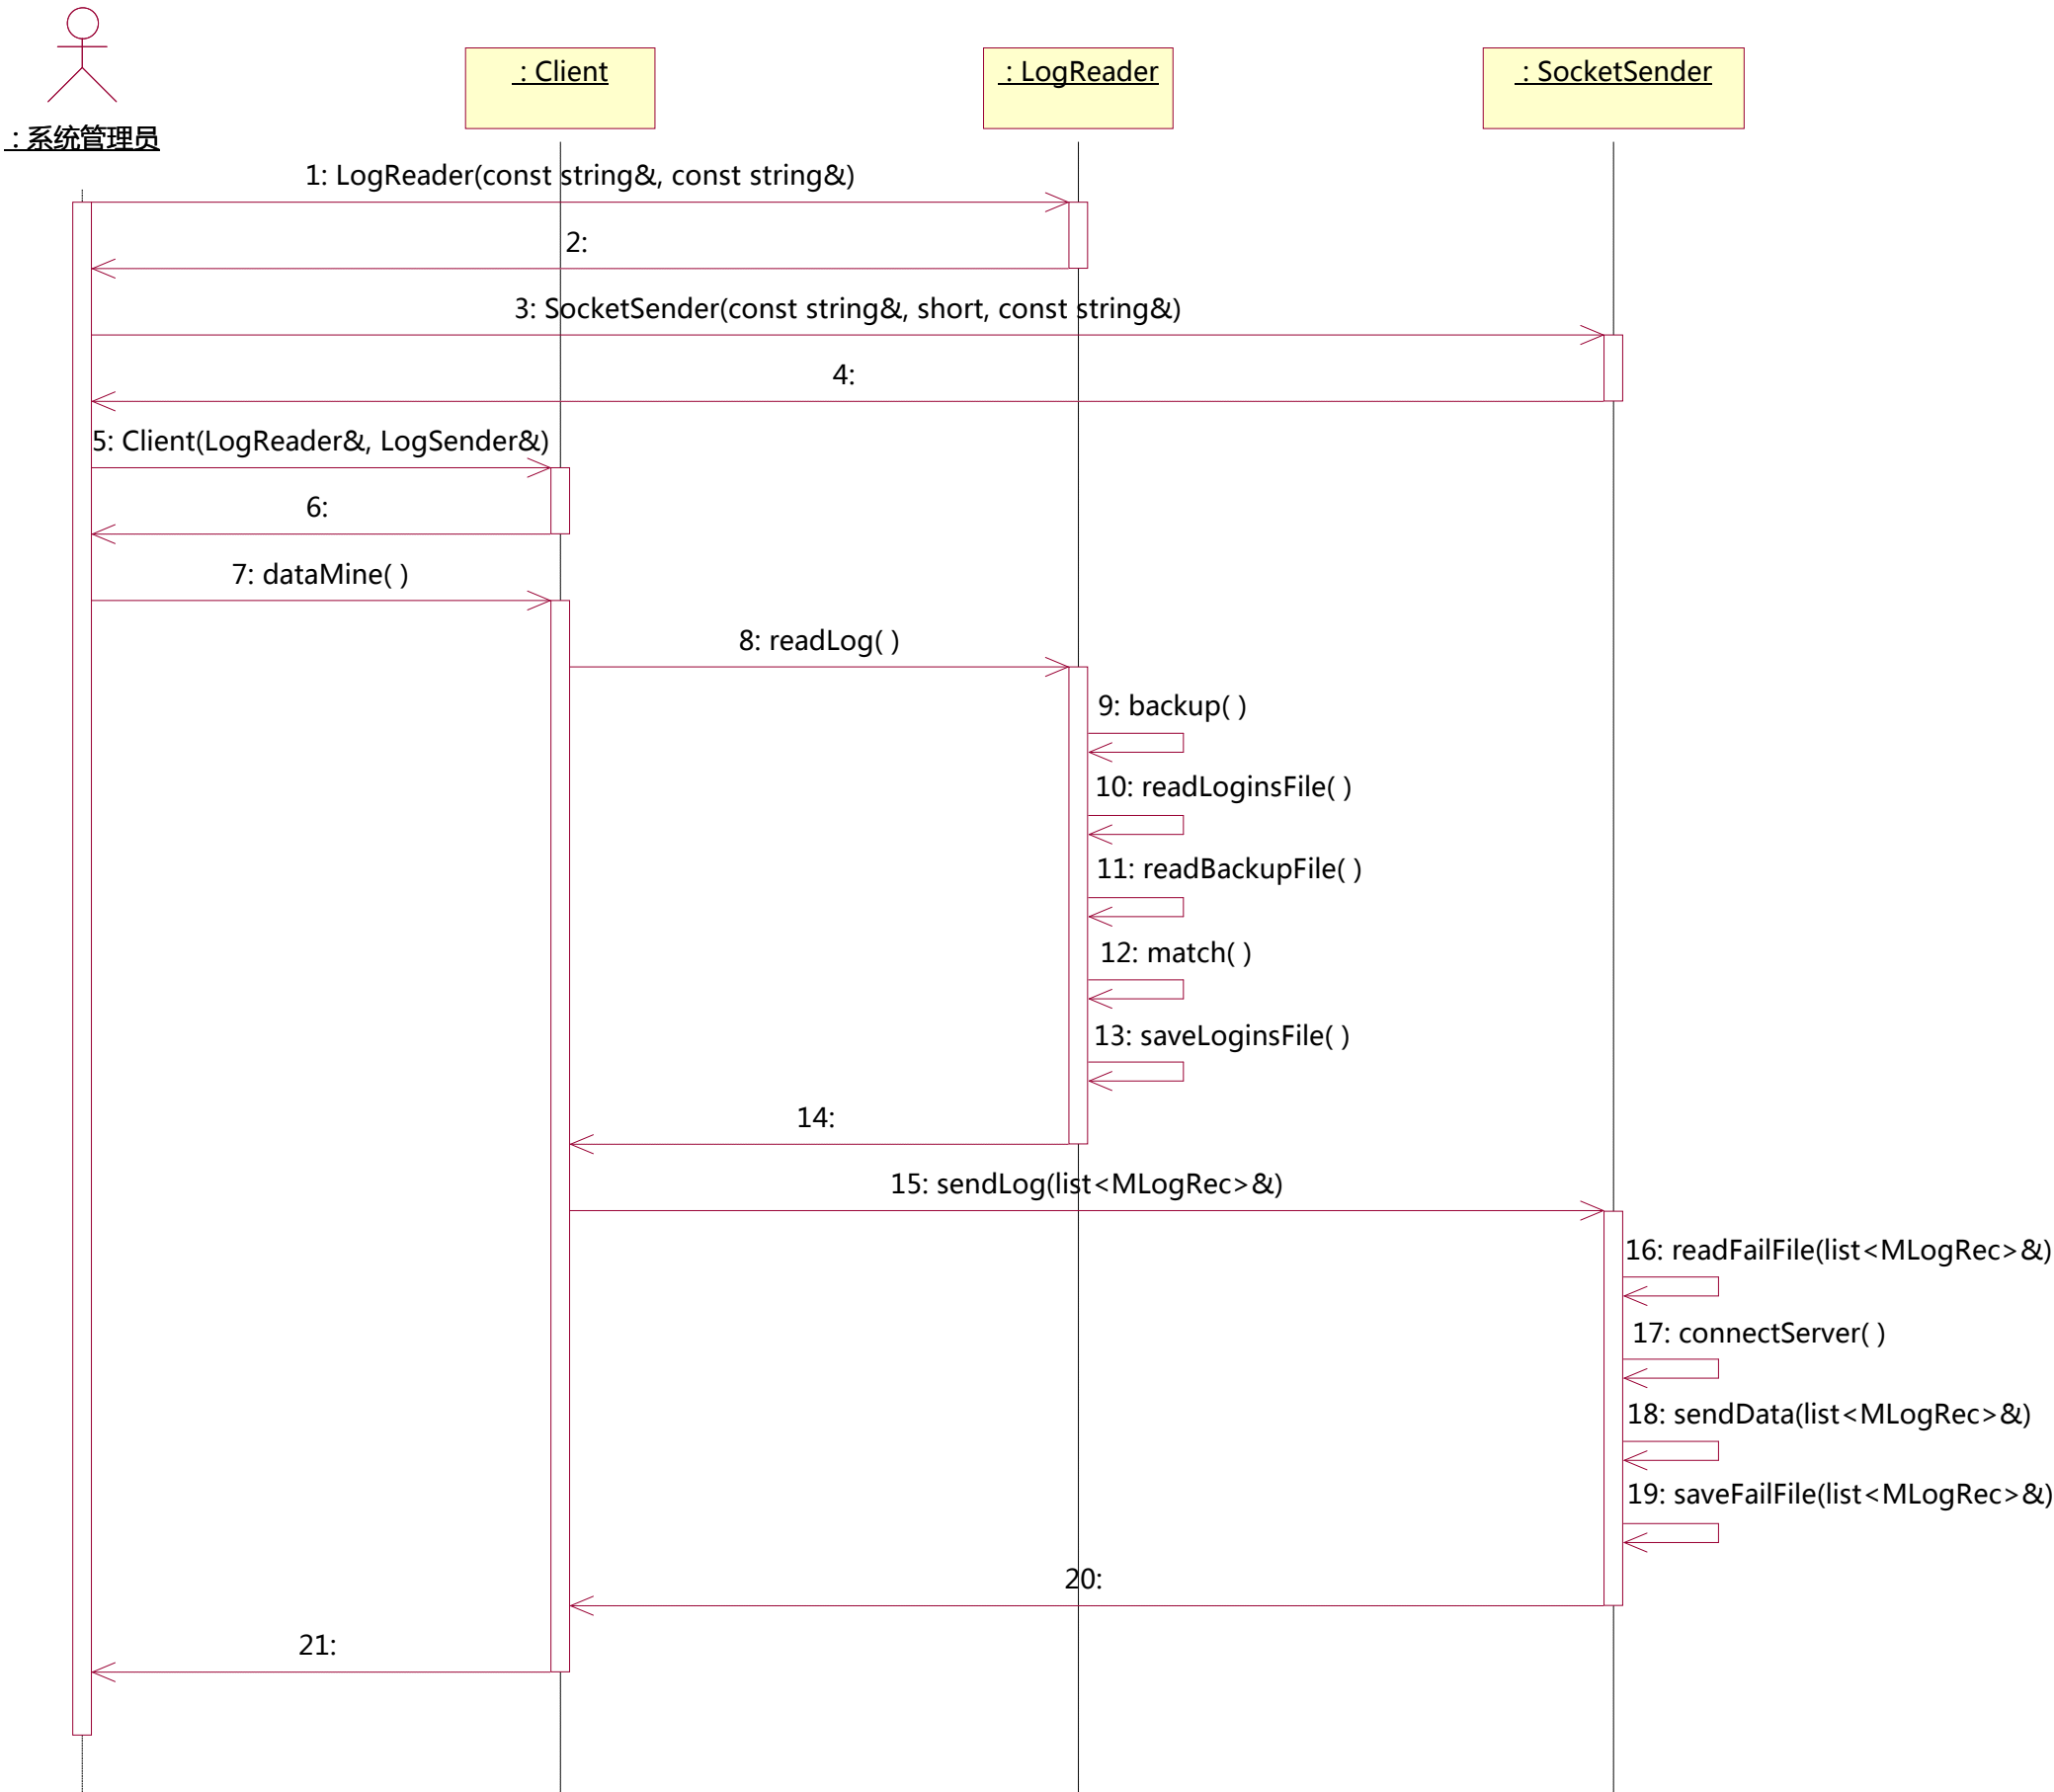 : Client
: LogReader
: SocketSender
: 系统管理员
1: LogReader(const string&, const string&)
2:
3: SocketSender(const string&, short, const string&)
4:
5: Client(LogReader&, LogSender&)
6:
7: dataMine( )
8: readLog( )
9: backup( )
10: readLoginsFile( )
11: readBackupFile( )
12: match( )
13: saveLoginsFile( )
14:
15: sendLog(list<MLogRec>&)
16: readFailFile(list<MLogRec>&)
17: connectServer( )
18: sendData(list<MLogRec>&)
19: saveFailFile(list<MLogRec>&)
20:
21: